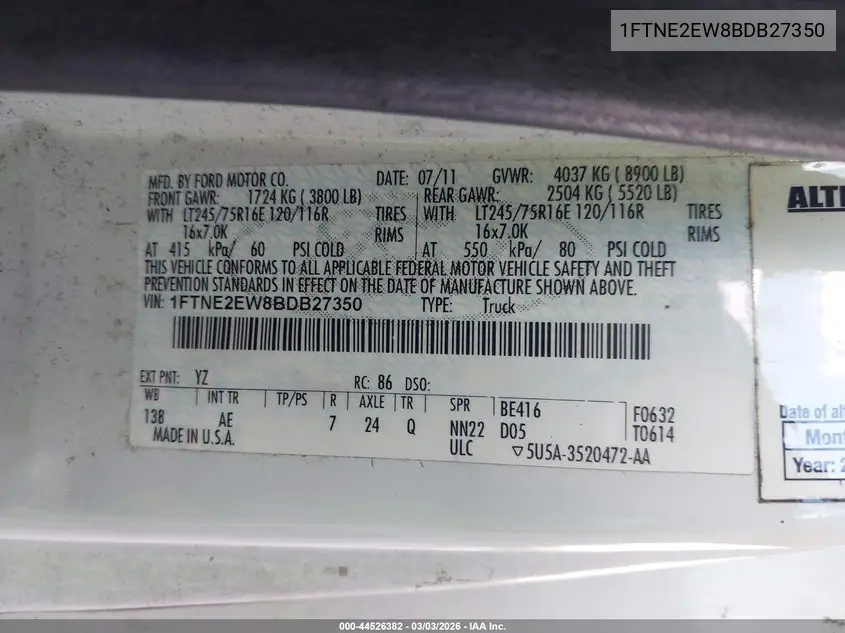 1FTNE2EW8BDB27350
MFD. BY FORD MOTOR CO. DATE: 07/11 GVWR: 4037 KG ( 8900 LB)
FRONT GAWR: 1724 KG ( 3800 LB) REAR GAWR: 2504 KG ( 5520 LB)
WITH LT245/75R16E 120/116R TIRES WITH LT245/75R16E 120/116R TIRES
16x7.0K RIMS 16x7.0K RIMS
AT 415 kPa/ 60 PSI COLD AT 550 kPa/ 80 PSI COLD
THIS VEHICLE CONFORMS TO ALL APPLICABLE FEDERAL MOTOR VEHICLE SAFETY AND THEFT
PREVENTION STANDARDS IN EFFECT ON THE DATE OF MANUFACTURE SHOWN ABOVE.
VIN: 1FTNE2EW8BDB27350 TYPE: Truck
EXT PNT: YZ RC: 86 DSO:
WB INT TR TP/PS R AXLE TR SPR BE416 F0632
138 AE 7 24 Q NN22 D05 T0614
MADE IN U.S.A. ULC ▽5U5A-3520472-AA
ALT
Date of al
Mont
Year: 2
000-44526382 - 03/03/2026 - IAA Inc.